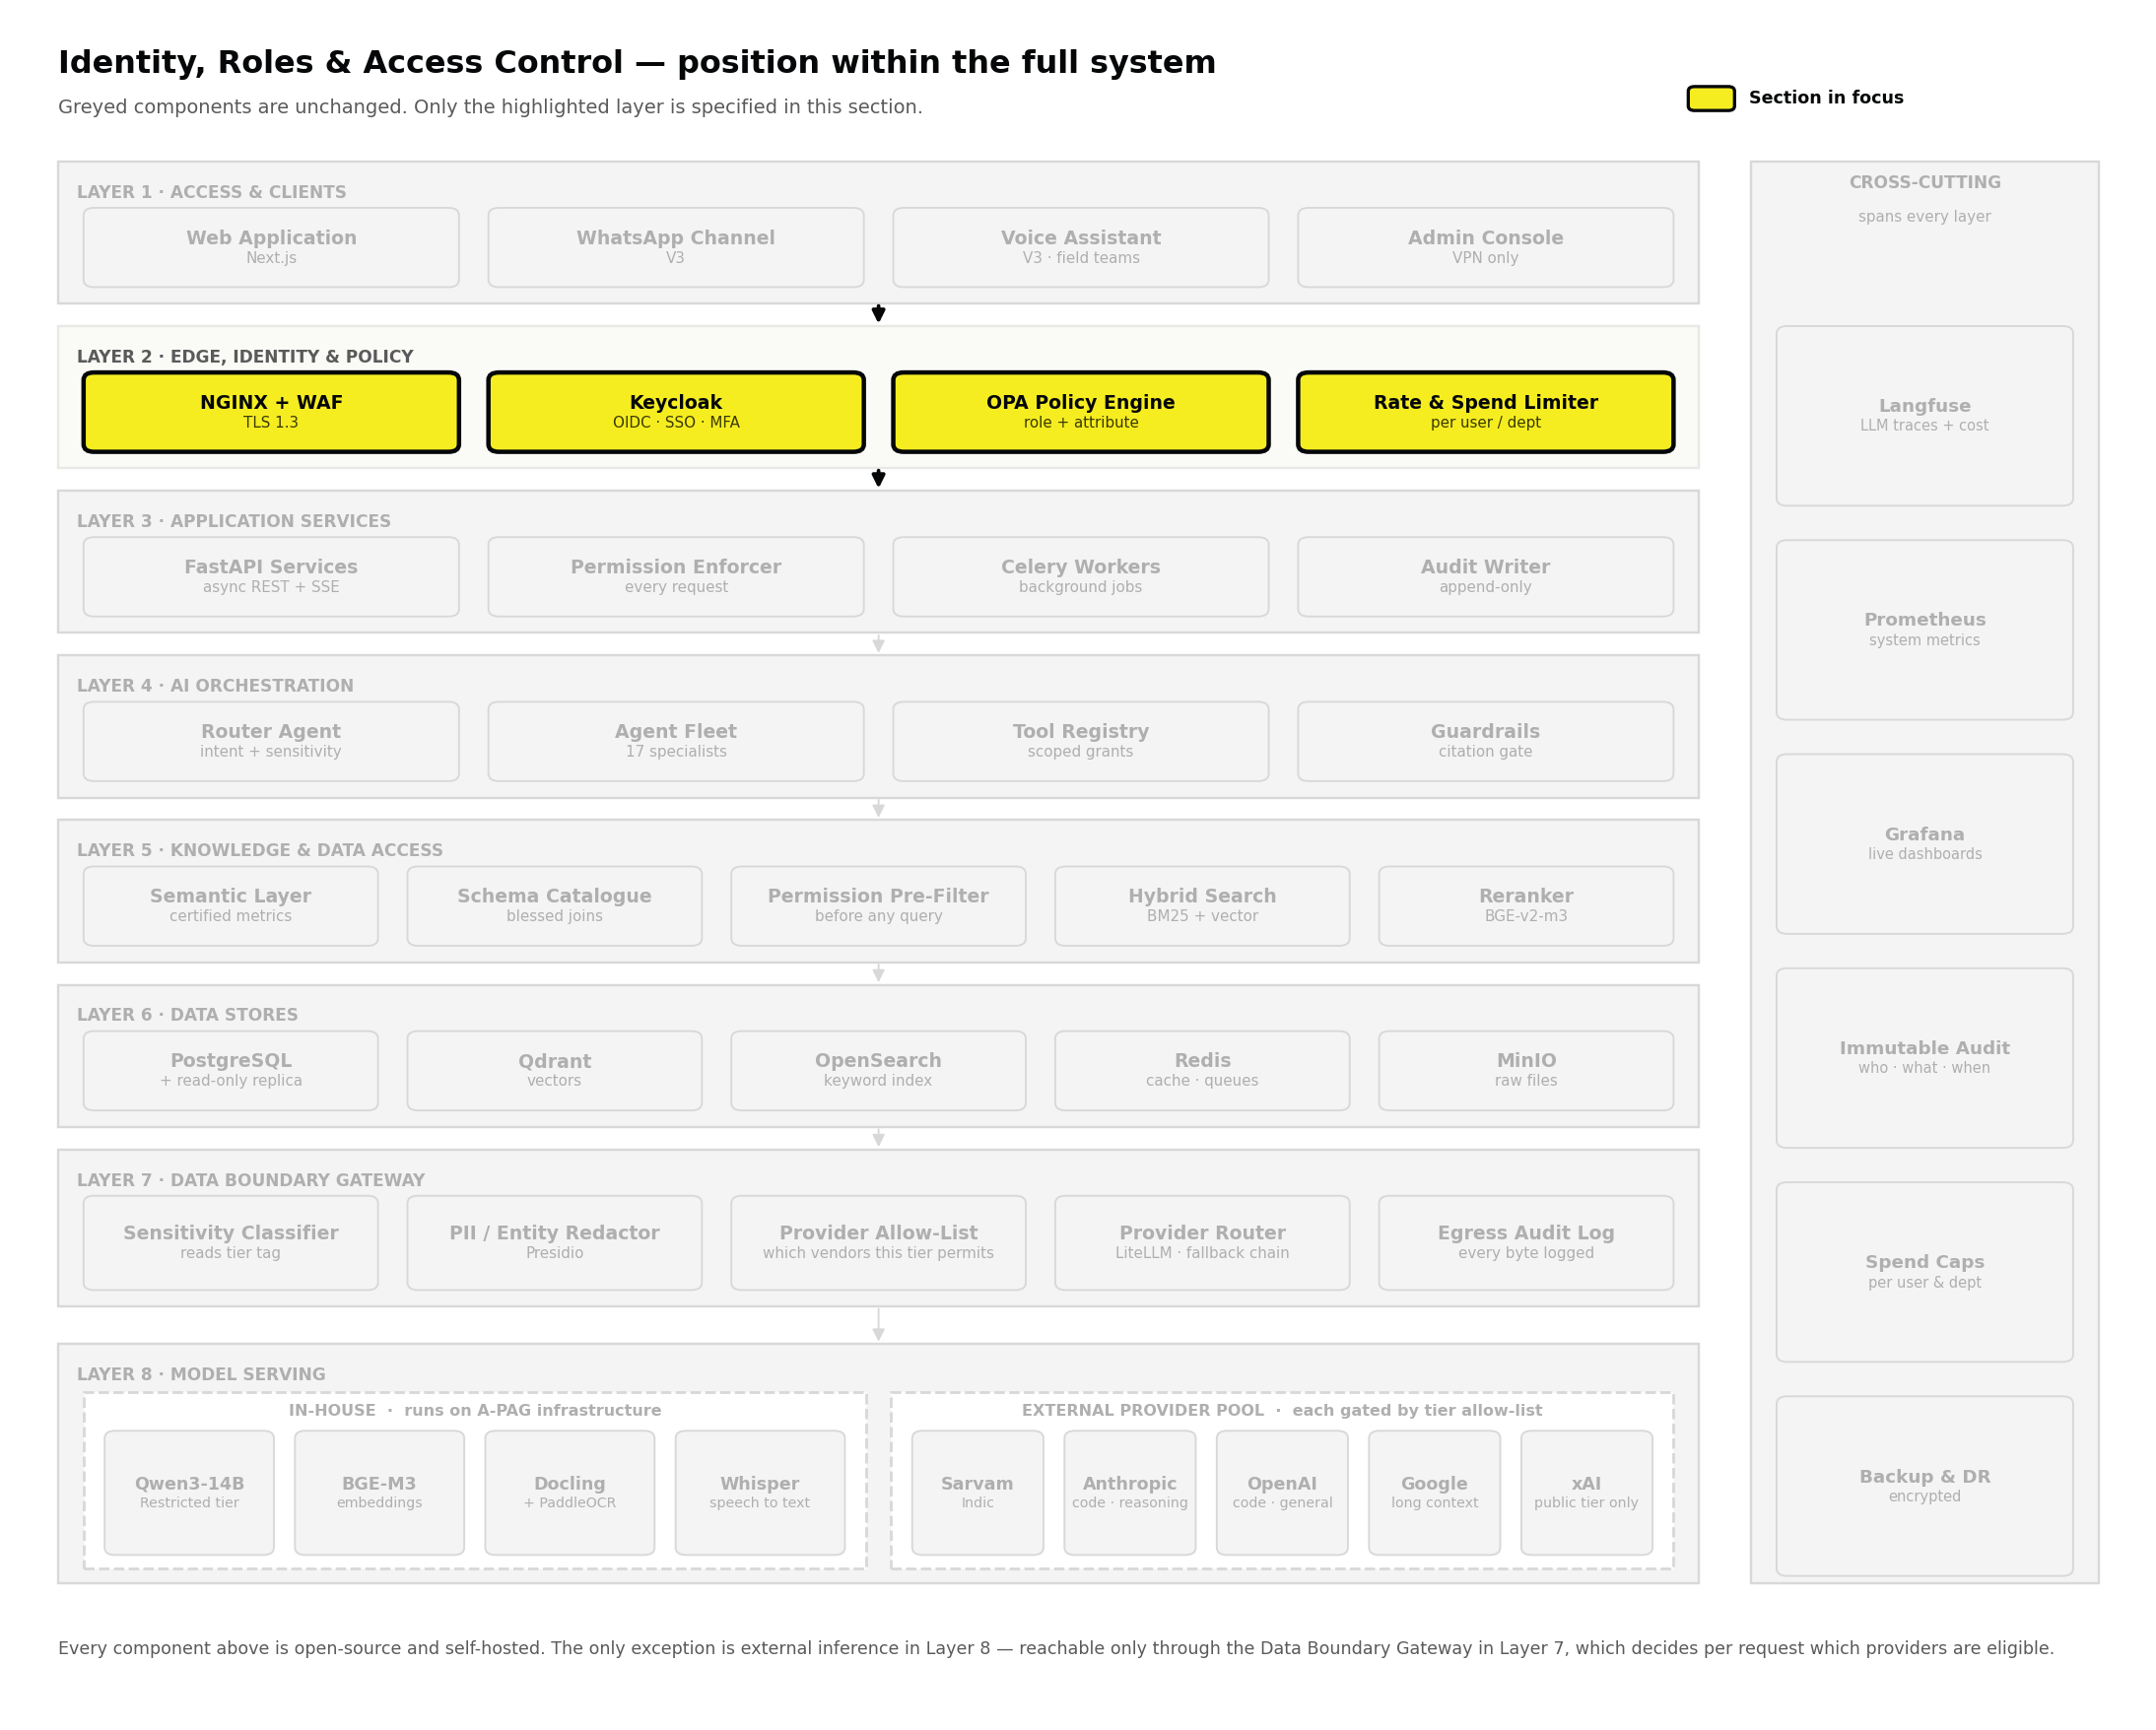 Identity, Roles & Access Control — position within the full system
Greyed components are unchanged. Only the highlighted layer is specified in this section.
Section in focus
LAYER 1 · ACCESS & CLIENTS
Web Application
Next.js
WhatsApp Channel
V3
Voice Assistant
V3 · field teams
Admin Console
VPN only
LAYER 2 · EDGE, IDENTITY & POLICY
NGINX + WAF
TLS 1.3
Keycloak
OIDC · SSO · MFA
OPA Policy Engine
role + attribute
Rate & Spend Limiter
per user / dept
LAYER 3 · APPLICATION SERVICES
FastAPI Services
async REST + SSE
Permission Enforcer
every request
Celery Workers
background jobs
Audit Writer
append-only
LAYER 4 · AI ORCHESTRATION
Router Agent
intent + sensitivity
Agent Fleet
17 specialists
Tool Registry
scoped grants
Guardrails
citation gate
LAYER 5 · KNOWLEDGE & DATA ACCESS
Semantic Layer
certified metrics
Schema Catalogue
blessed joins
Permission Pre-Filter
before any query
Hybrid Search
BM25 + vector
Reranker
BGE-v2-m3
LAYER 6 · DATA STORES
PostgreSQL
+ read-only replica
Qdrant
vectors
OpenSearch
keyword index
Redis
cache · queues
MinIO
raw files
LAYER 7 · DATA BOUNDARY GATEWAY
Sensitivity Classifier
reads tier tag
PII / Entity Redactor
Presidio
Provider Allow-List
which vendors this tier permits
Provider Router
LiteLLM · fallback chain
Egress Audit Log
every byte logged
LAYER 8 · MODEL SERVING
IN-HOUSE · runs on A-PAG infrastructure
Qwen3-14B
Restricted tier
BGE-M3
embeddings
Docling
+ PaddleOCR
Whisper
speech to text
EXTERNAL PROVIDER POOL · each gated by tier allow-list
Sarvam
Indic
Anthropic
code · reasoning
OpenAI
code · general
Google
long context
xAI
public tier only
CROSS-CUTTING
spans every layer
Langfuse
LLM traces + cost
Prometheus
system metrics
Grafana
live dashboards
Immutable Audit
who · what · when
Spend Caps
per user & dept
Backup & DR
encrypted
Every component above is open-source and self-hosted. The only exception is external inference in Layer 8 — reachable only through the Data Boundary Gateway in Layer 7, which decides per request which providers are eligible.